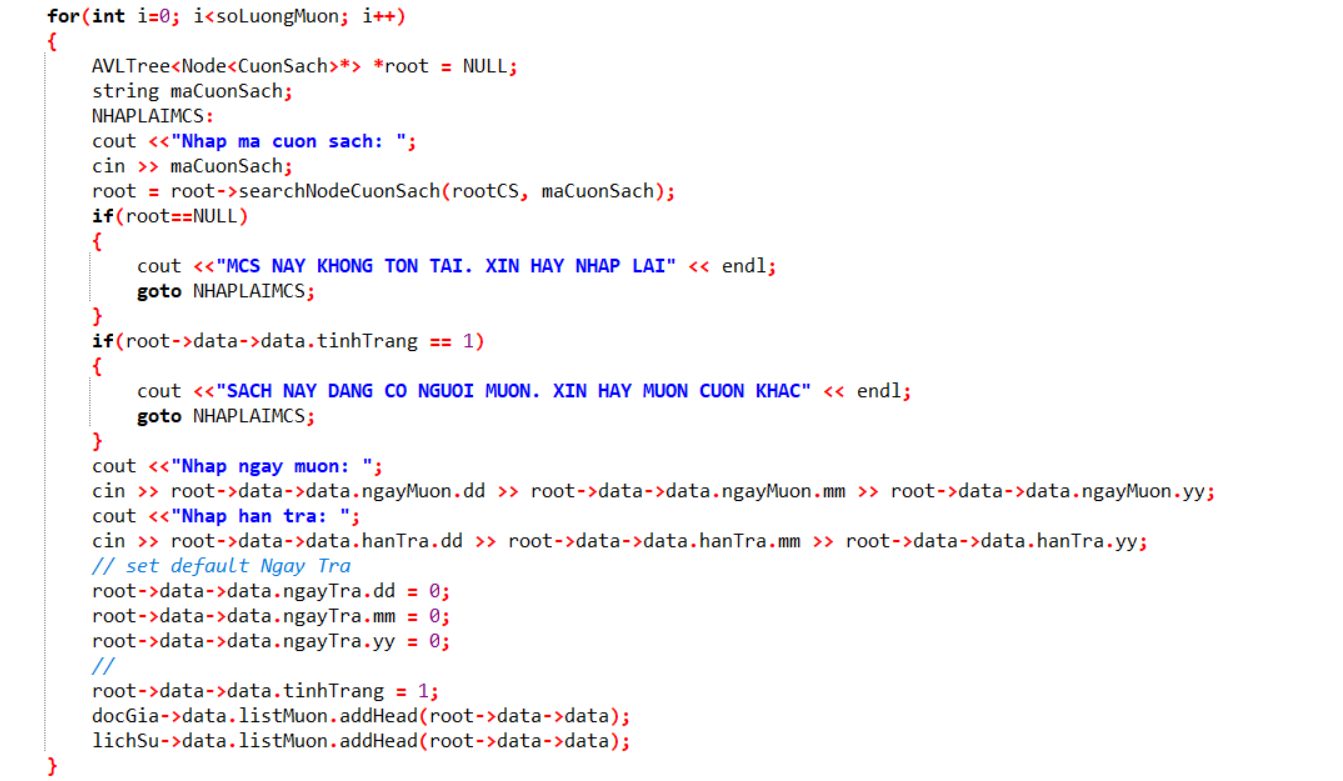 for(int i=0; i<soLuongMuon; i++)
{
    AVLTree<Node<CuonSach>*> *root = NULL;
    string maCuonSach;
    NHAPLAIMCS:
    cout <<"Nhap ma cuon sach: ";
    cin >> maCuonSach;
    root = root->searchNodeCuonSach(rootCS, maCuonSach);
    if(root==NULL)
    {
        cout <<"MCS NAY KHONG TON TAI. XIN HAY NHAP LAI" << endl;
        goto NHAPLAIMCS;
    }
    if(root->data->data.tinhTrang == 1)
    {
        cout <<"SACH NAY DANG CO NGUOI MUON. XIN HAY MUON CUON KHAC" << endl;
        goto NHAPLAIMCS;
    }
    cout <<"Nhap ngay muon: ";
    cin >> root->data->data.ngayMuon.dd >> root->data->data.ngayMuon.mm >> root->data->data.ngayMuon.yy;
    cout <<"Nhap han tra: ";
    cin >> root->data->data.hanTra.dd >> root->data->data.hanTra.mm >> root->data->data.hanTra.yy;
    // set default Ngay Tra
    root->data->data.ngayTra.dd = 0;
    root->data->data.ngayTra.mm = 0;
    root->data->data.ngayTra.yy = 0;
    //
    root->data->data.tinhTrang = 1;
    docGia->data.listMuon.addHead(root->data->data);
    lichSu->data.listMuon.addHead(root->data->data);
}